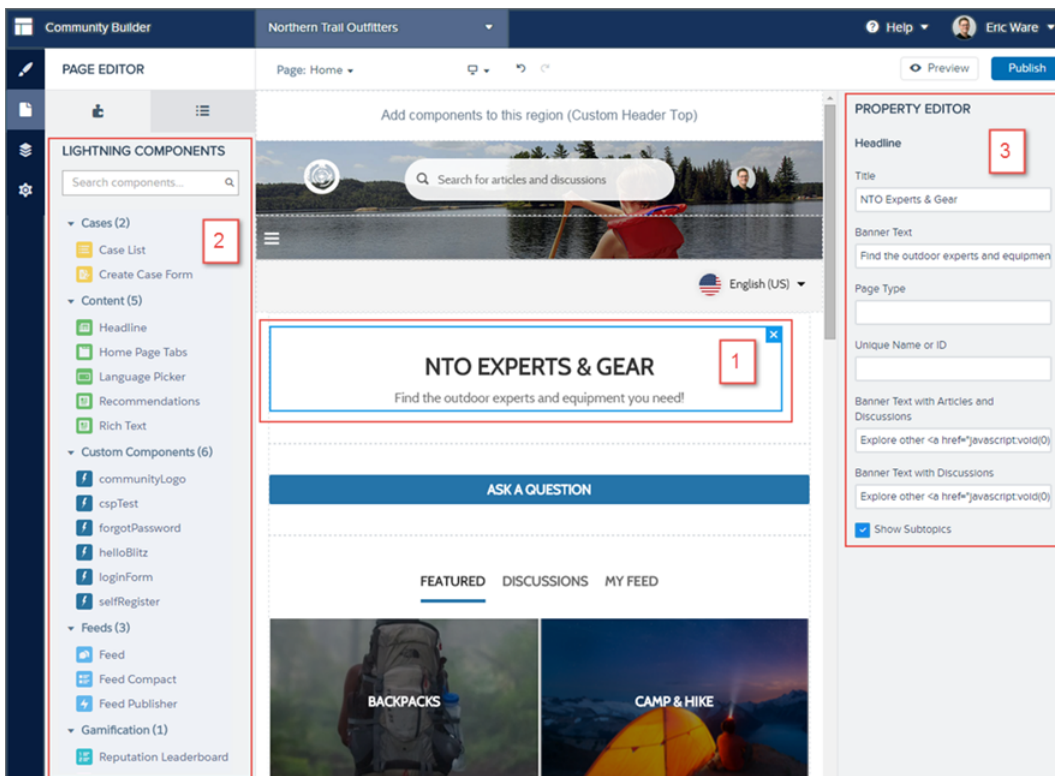 Community Builder
Northern Trail Outfitters
Help
Eric Ware
PAGE EDITOR
Page: Home
Preview
Publish
LIGHTNING COMPONENTS
Search components...
Cases (2)
2
Case List
Create Case Form
Content (5)
Headline
Home Page Tabs
Language Picker
Recommendations
Rich Text
Custom Components (6)
communityLogo
cspTest
forgotPassword
helloBlitz
loginForm
selfRegister
Feeds (3)
Feed
Feed Compact
Feed Publisher
Gamification (1)
Reputation Leaderboard
Add components to this region (Custom Header Top)
Search for articles and discussions
English (US)
NTO EXPERTS & GEAR
1
Find the outdoor experts and equipment you need!
ASK A QUESTION
FEATURED DISCUSSIONS MY FEED
BACKPACKS
CAMP & HIKE
PROPERTY EDITOR
Headline
3
Title
NTO Experts & Gear
Banner Text
Find the outdoor experts and equipmen
Page Type
Unique Name or ID
Banner Text with Articles and
Discussions
Explore other <a href="javascript:void(0)
Banner Text with Discussions
Explore other <a href="javascript:void(0)
Show Subtopics